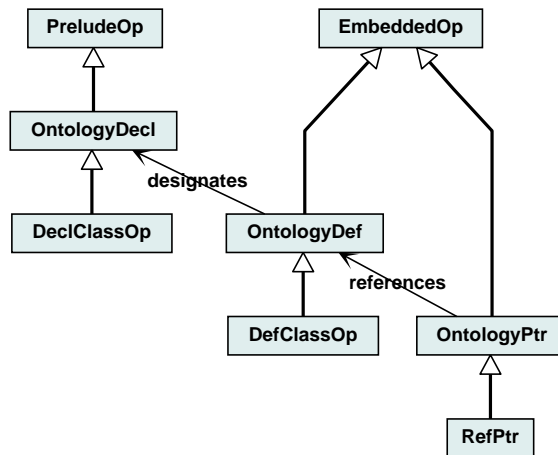 PreludeOp
EmbeddedOp
OntologyDecl
designates
DeclClassOp
OntologyDef
references
DefClassOp
OntologyPtr
RefPtr